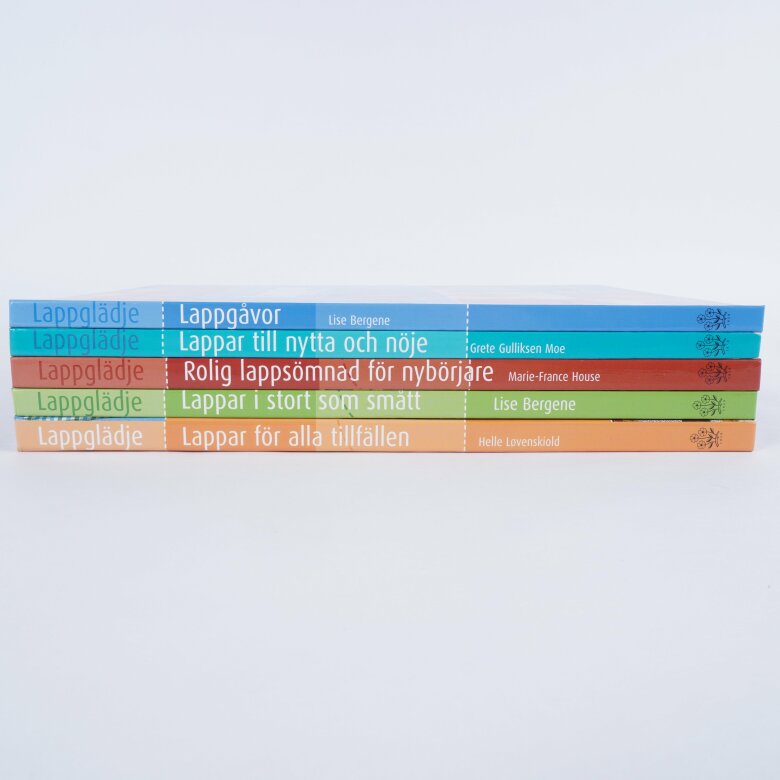 Lappglädje Lappgåvor Lise Bergene
Lappglädje Lappar till nytta och nöje Grete Gulliksen Moe
Lappglädje Rolig lappsömnad för nybörjare Marie-France House
Lappglädje Lappar i stort som smått Lise Bergene
Lappglädje Lappar för alla tillfällen Helle Løvenskiold